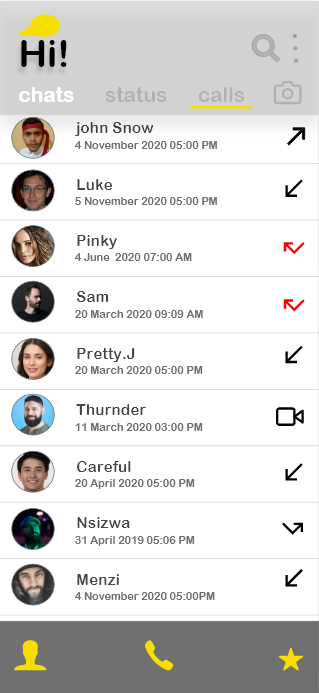 Hi!
chats status calls
john Snow
4 November 2020 05:00 PM
Luke
5 November 2020 05:00 PM
Pinky
4 June 2020 07:00 AM
Sam
20 March 2020 09:09 AM
Pretty.J
20 March 2020 05:00 PM
Thurnder
11 March 2020 03:00 PM
Careful
20 April 2020 05:00 PM
Nsizwa
31 April 2019 05:06 PM
Menzi
4 November 2020 05:00PM